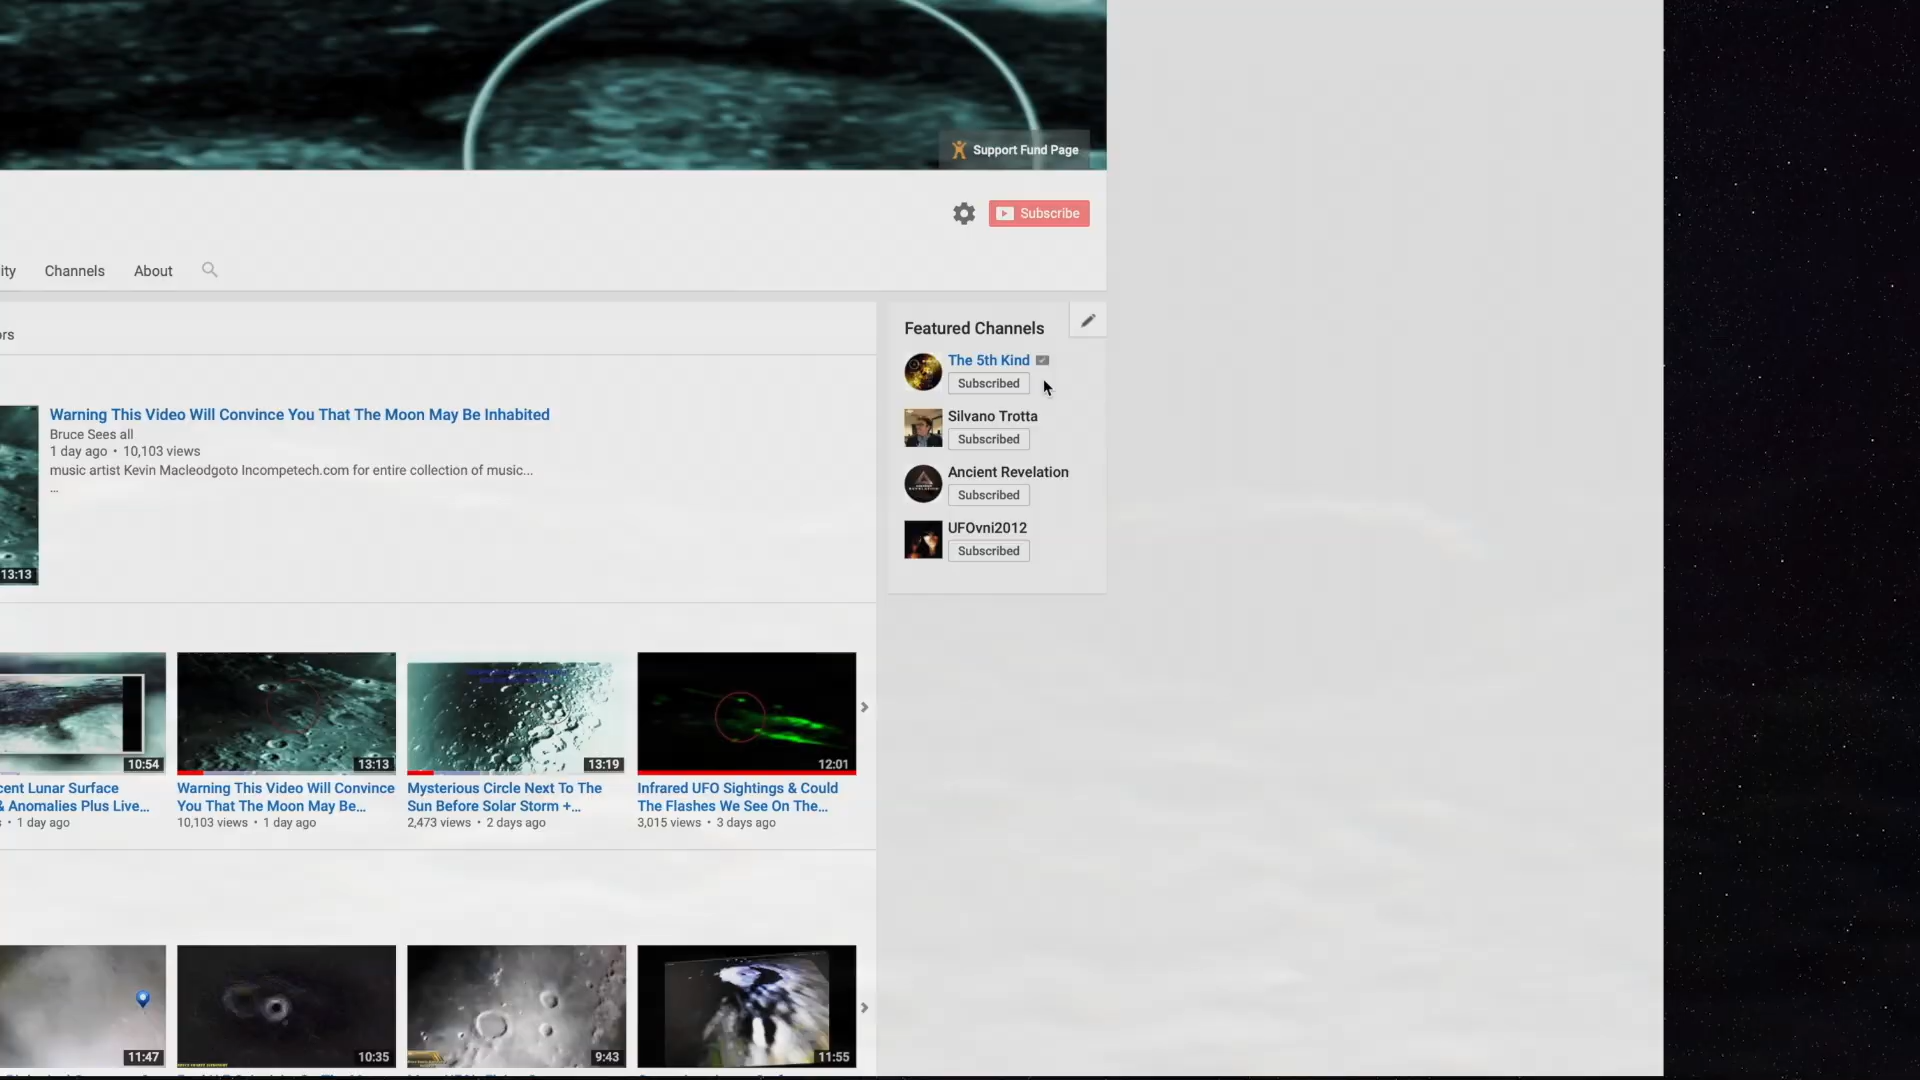 Support Fund Page
Subscribe
ity Channels About
ors
Featured Channels
The 5th Kind
Subscribed
Silvano Trotta
Subscribed
Ancient Revelation
Subscribed
UFOvni2012
Subscribed
Warning This Video Will Convince You That The Moon May Be Inhabited
Bruce Sees all
1 day ago • 10,103 views
music artist Kevin Macleodgoto Incompetech.com for entire collection of music...
...
13:13
10:54
13:13
13:19
12:01
cent Lunar Surface
& Anomalies Plus Live...
s • 1 day ago
Warning This Video Will Convince
You That The Moon May Be...
10,103 views • 1 day ago
Mysterious Circle Next To The
Sun Before Solar Storm +...
2,473 views • 2 days ago
Infrared UFO Sightings & Could
The Flashes We See On The...
3,015 views • 3 days ago
11:47
10:35
9:43
11:55